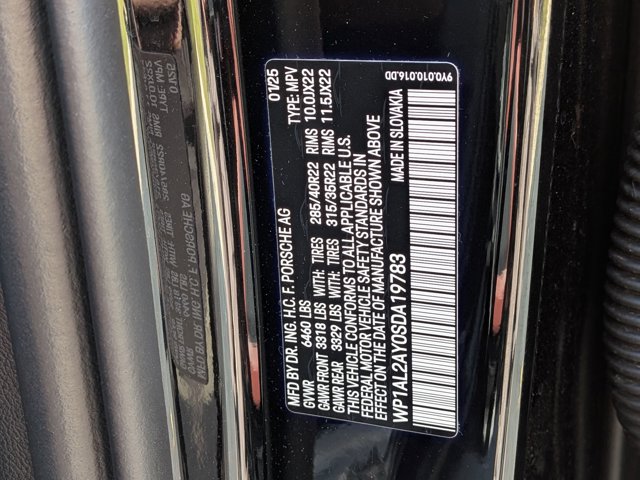 MFD BY DR. ING. H.C. F. PORSCHE AG 01/25
GVWR 6460 LBS TYPE: MPV
GAWR FRONT 3318 LBS WITH: TIRES 285/40R22 RIMS 10.0JX22
GAWR REAR 3329 LBS WITH: TIRES 315/35R22 RIMS 11.5JX22
THIS VEHICLE CONFORMS TO ALL APPLICABLE U.S.
FEDERAL MOTOR VEHICLE SAFETY STANDARDS IN
EFFECT ON THE DATE OF MANUFACTURE SHOWN ABOVE
WP1AL2AY0SDA19783 MADE IN SLOVAKIA
9Y0.010.016.DD